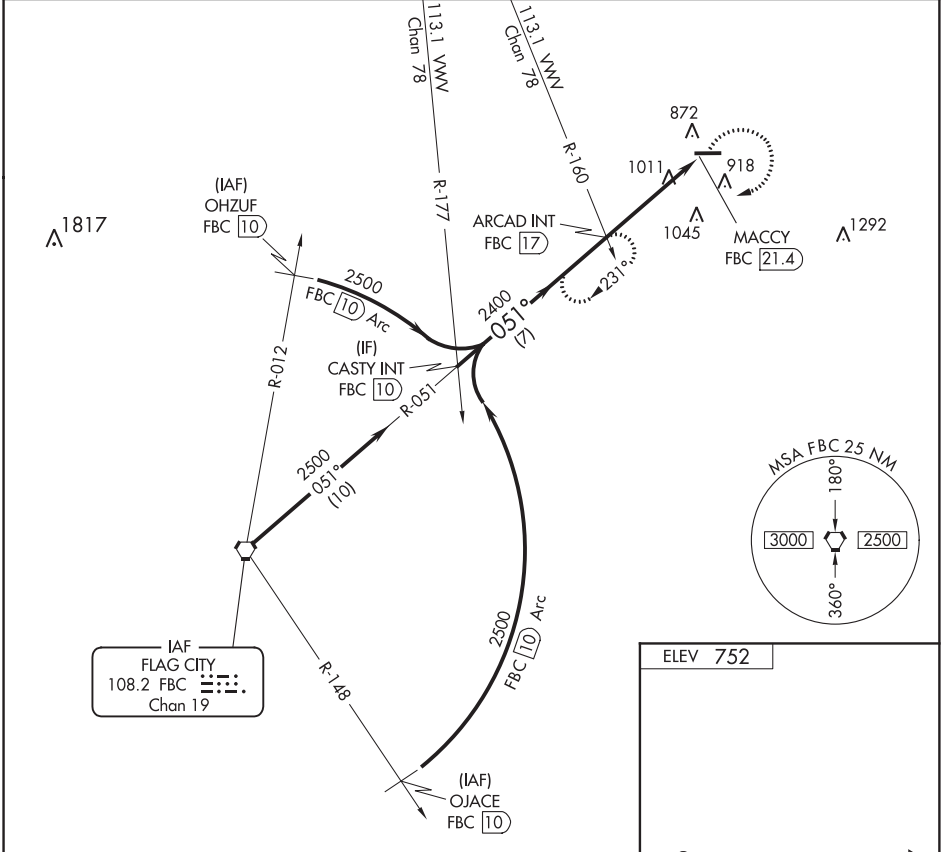 113.1 VWV
Chan 78
113.1 VWV
Chan 78
R-177
R-160
872
1011
918
1045
MACCY
FBC 21.4
1292
1817
(IAF)
OHZUF
FBC 10
ARCAD INT
FBC 17
231°
2500
FBC 10 Arc
2400
051°
(7)
(IF)
CASTY INT
FBC 10
R-012
R-051
2500
051°
(10)
MSA FBC 25 NM
180°
3000
2500
360°
2500
FBC 10 Arc
IAF
FLAG CITY
108.2 FBC
Chan 19
R-148
(IAF)
OJACE
FBC 10
ELEV 752